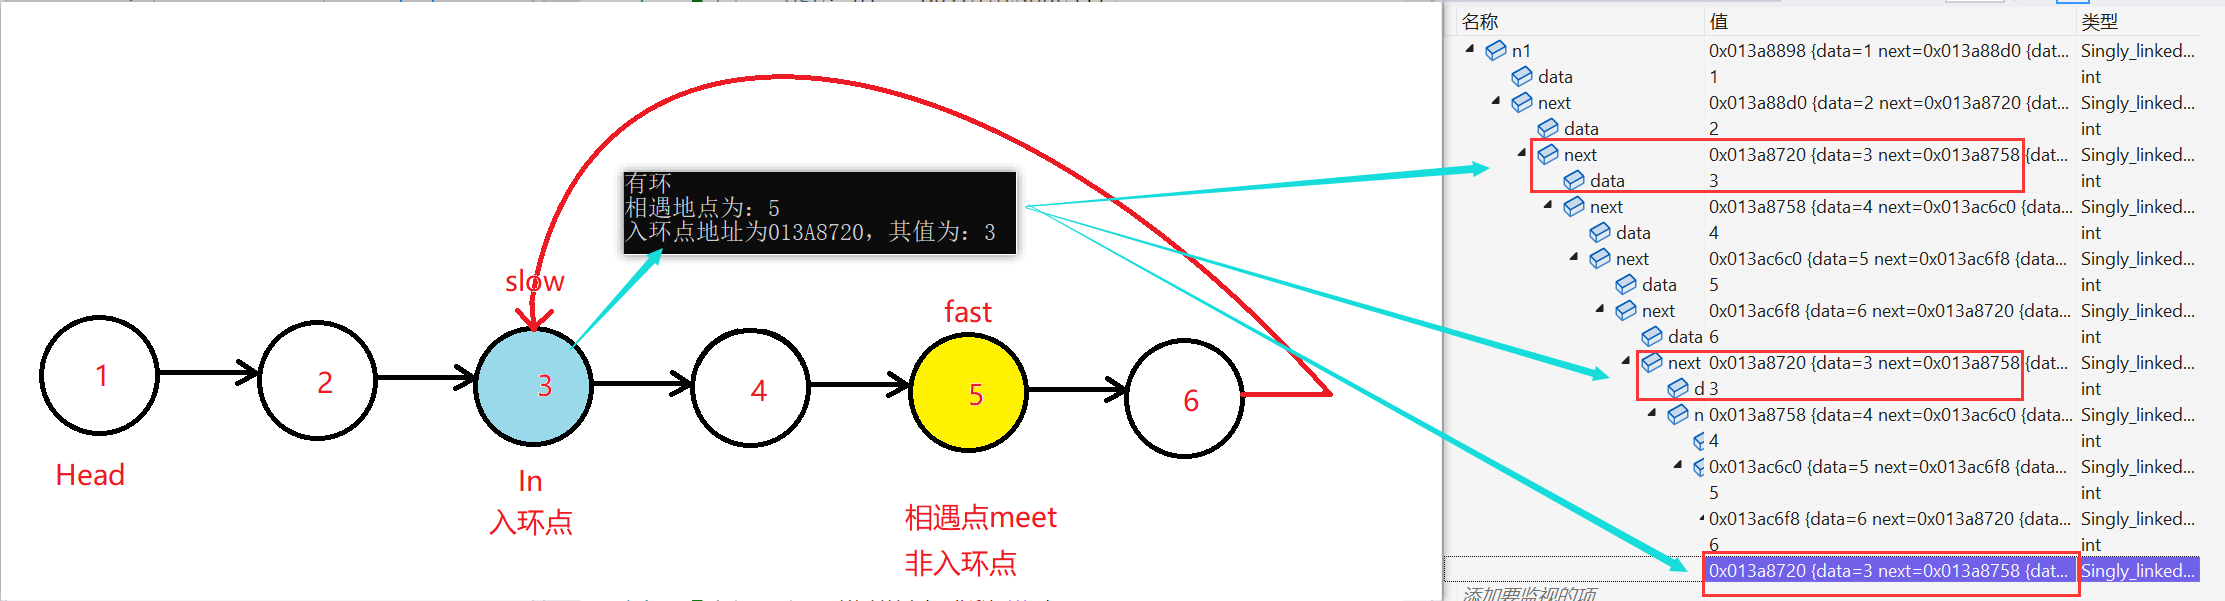 有环
相遇地点为：5
入环点地址为013A8720，其值为：3
slow
fast
1
2
3
4
5
6
Head
In
入环点
相遇点meet
非入环点
名称 值 类型
n1 0x013a8898 {data=1 next=0x013a88d0 {dat... Singly_linked...
data 1 int
next 0x013a88d0 {data=2 next=0x013a8720 {dat... Singly_linked...
data 2 int
next 0x013a8720 {data=3 next=0x013a8758 {dat... Singly_linked...
data 3 int
next 0x013a8758 {data=4 next=0x013ac6c0 {data... Singly_linked...
data 4 int
next 0x013ac6c0 {data=5 next=0x013ac6f8 {data... Singly_linked...
data 5 int
next 0x013ac6f8 {data=6 next=0x013a8720 {data... Singly_linked...
data 6 int
next 0x013a8720 {data=3 next=0x013a8758 {dat... Singly_linked...
d 3 int
n 0x013a8758 {data=4 next=0x013ac6c0 {data... Singly_linked...
4 int
0x013ac6c0 {data=5 next=0x013ac6f8 {data... Singly_linked...
5 int
0x013ac6f8 {data=6 next=0x013a8720 {data... Singly_linked...
6 int
0x013a8720 {data=3 next=0x013a8758 {dat... Singly_linked...
添加要监视的项